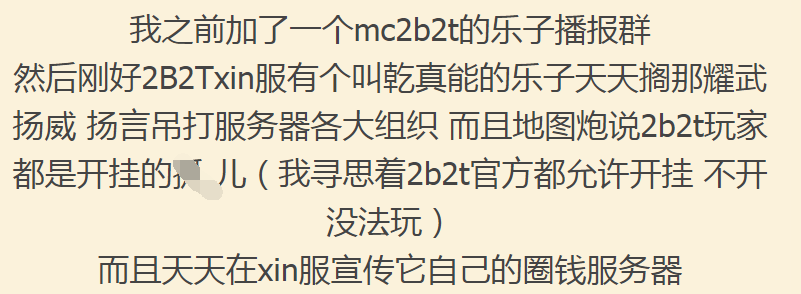 我之前加了一个mc2b2t的乐子播报群
然后刚好2B2Txin服有个叫乾真能的乐子天天搁那耀武
扬威 扬言吊打服务器各大组织 而且地图炮说2b2t玩家
都是开挂的 儿（我寻思着2b2t官方都允许开挂 不开
没法玩）
而且天天在xin服宣传它自己的圈钱服务器